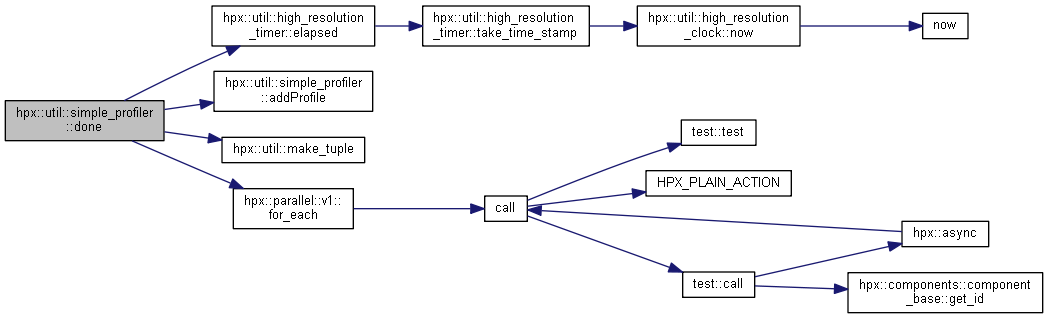 hpx::util::simple_profiler
::done
hpx::util::high_resolution
_timer::elapsed
hpx::util::high_resolution
_timer::take_time_stamp
hpx::util::high_resolution
_clock::now
now
hpx::util::simple_profiler
::addProfile
hpx::util::make_tuple
hpx::parallel::v1::
for_each
call
test::test
HPX_PLAIN_ACTION
test::call
hpx::async
hpx::components::component
_base::get_id